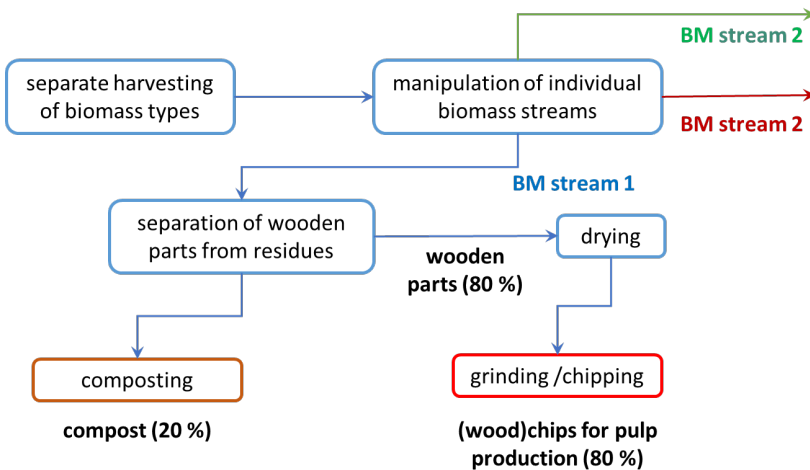 BM stream 2
separate harvesting
of biomass types
manipulation of individual
biomass streams
BM stream 2
BM stream 1
separation of wooden
parts from residues
drying
wooden
parts (80 %)
composting
grinding /chipping
compost (20 %)
(wood)chips for pulp
production (80 %)